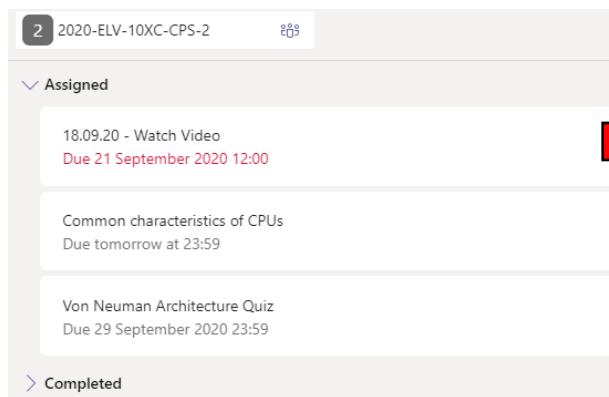 2 2020-ELV-10XC-CPS-2
Assigned
18.09.20 - Watch Video
Due 21 September 2020 12:00
Common characteristics of CPUs
Due tomorrow at 23:59
Von Neuman Architecture Quiz
Due 29 September 2020 23:59
Completed